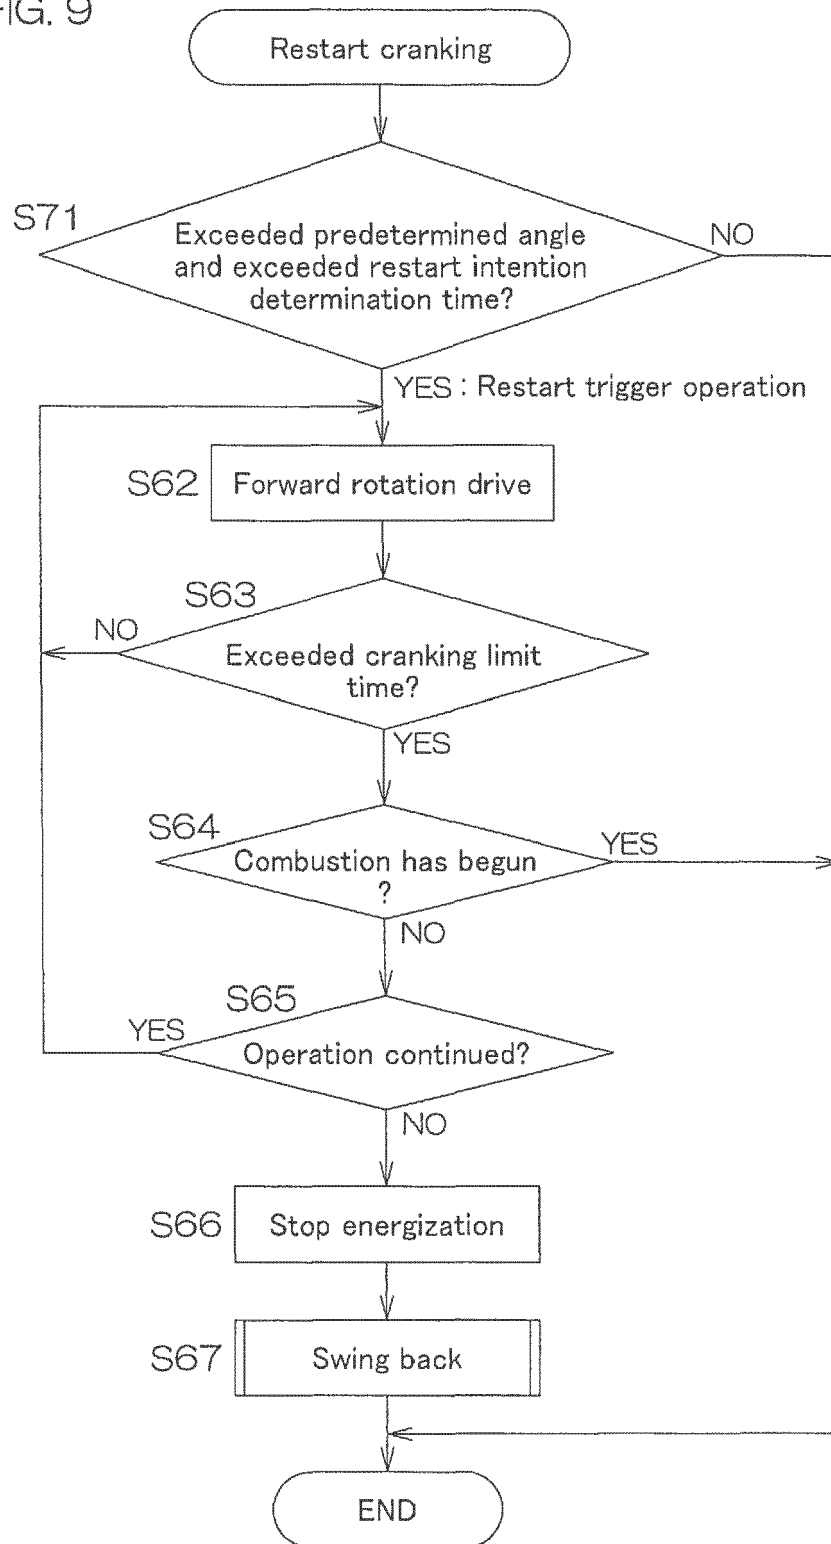 FIG. 9
Restart cranking
S71
Exceeded predetermined angle
and exceeded restart intention
determination time?
NO
YES : Restart trigger operation
S62
Forward rotation drive
S63
NO
Exceeded cranking limit
time?
YES
S64
Combustion has begun
?
YES
NO
S65
YES
Operation continued?
NO
S66
Stop energization
S67
Swing back
END